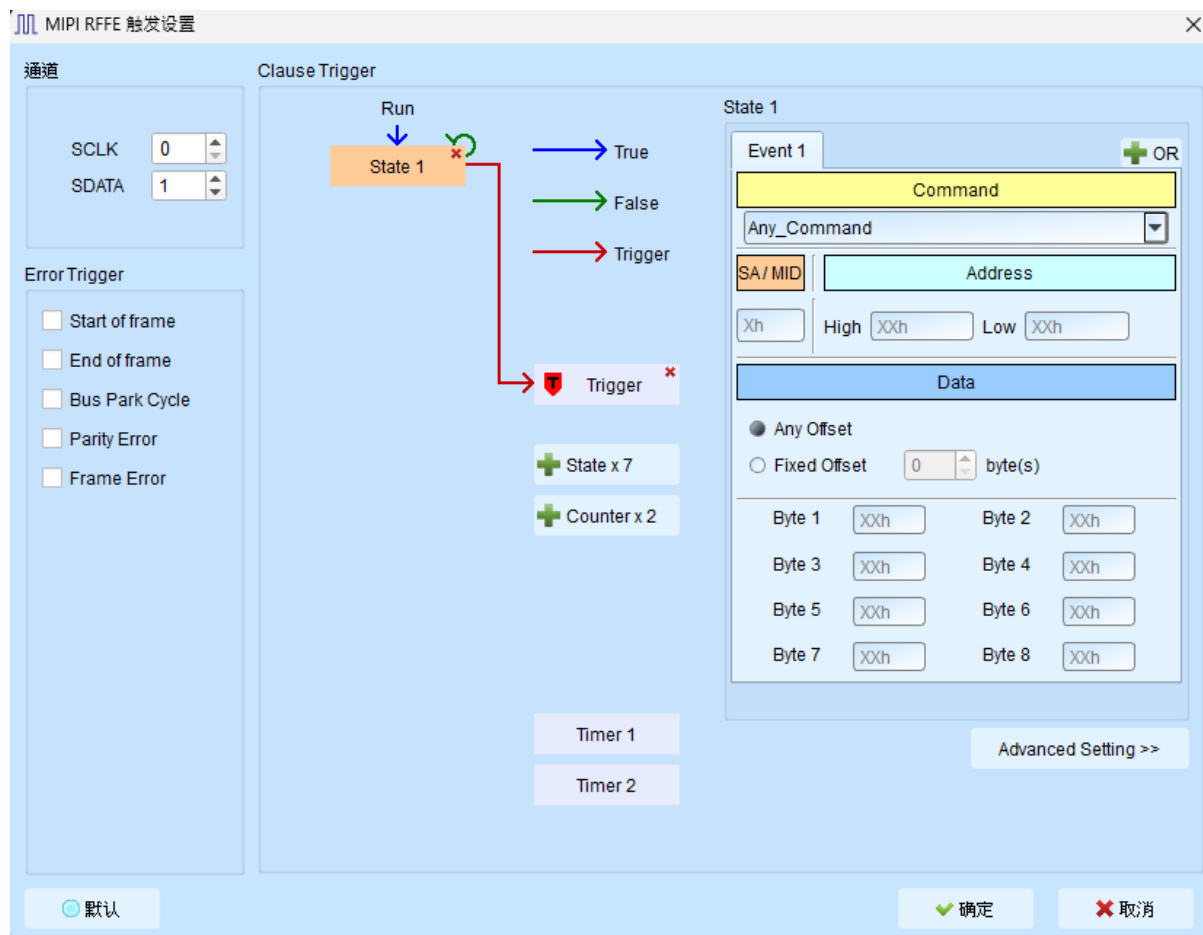 MIPI RFFE 触发设置
通道
SCLK 0
SDATA 1
Error Trigger
Start of frame
End of frame
Bus Park Cycle
Parity Error
Frame Error
Clause Trigger
Run
State 1
True
False
Trigger
T Trigger
State x 7
Counter x 2
Timer 1
Timer 2
State 1
Event 1
OR
Command
Any_Command
SA / MID Address
Xh High XXh Low XXh
Data
Any Offset
Fixed Offset 0 byte(s)
Byte 1 XXh Byte 2 XXh
Byte 3 XXh Byte 4 XXh
Byte 5 XXh Byte 6 XXh
Byte 7 XXh Byte 8 XXh
Advanced Setting >>
默认
确定
取消